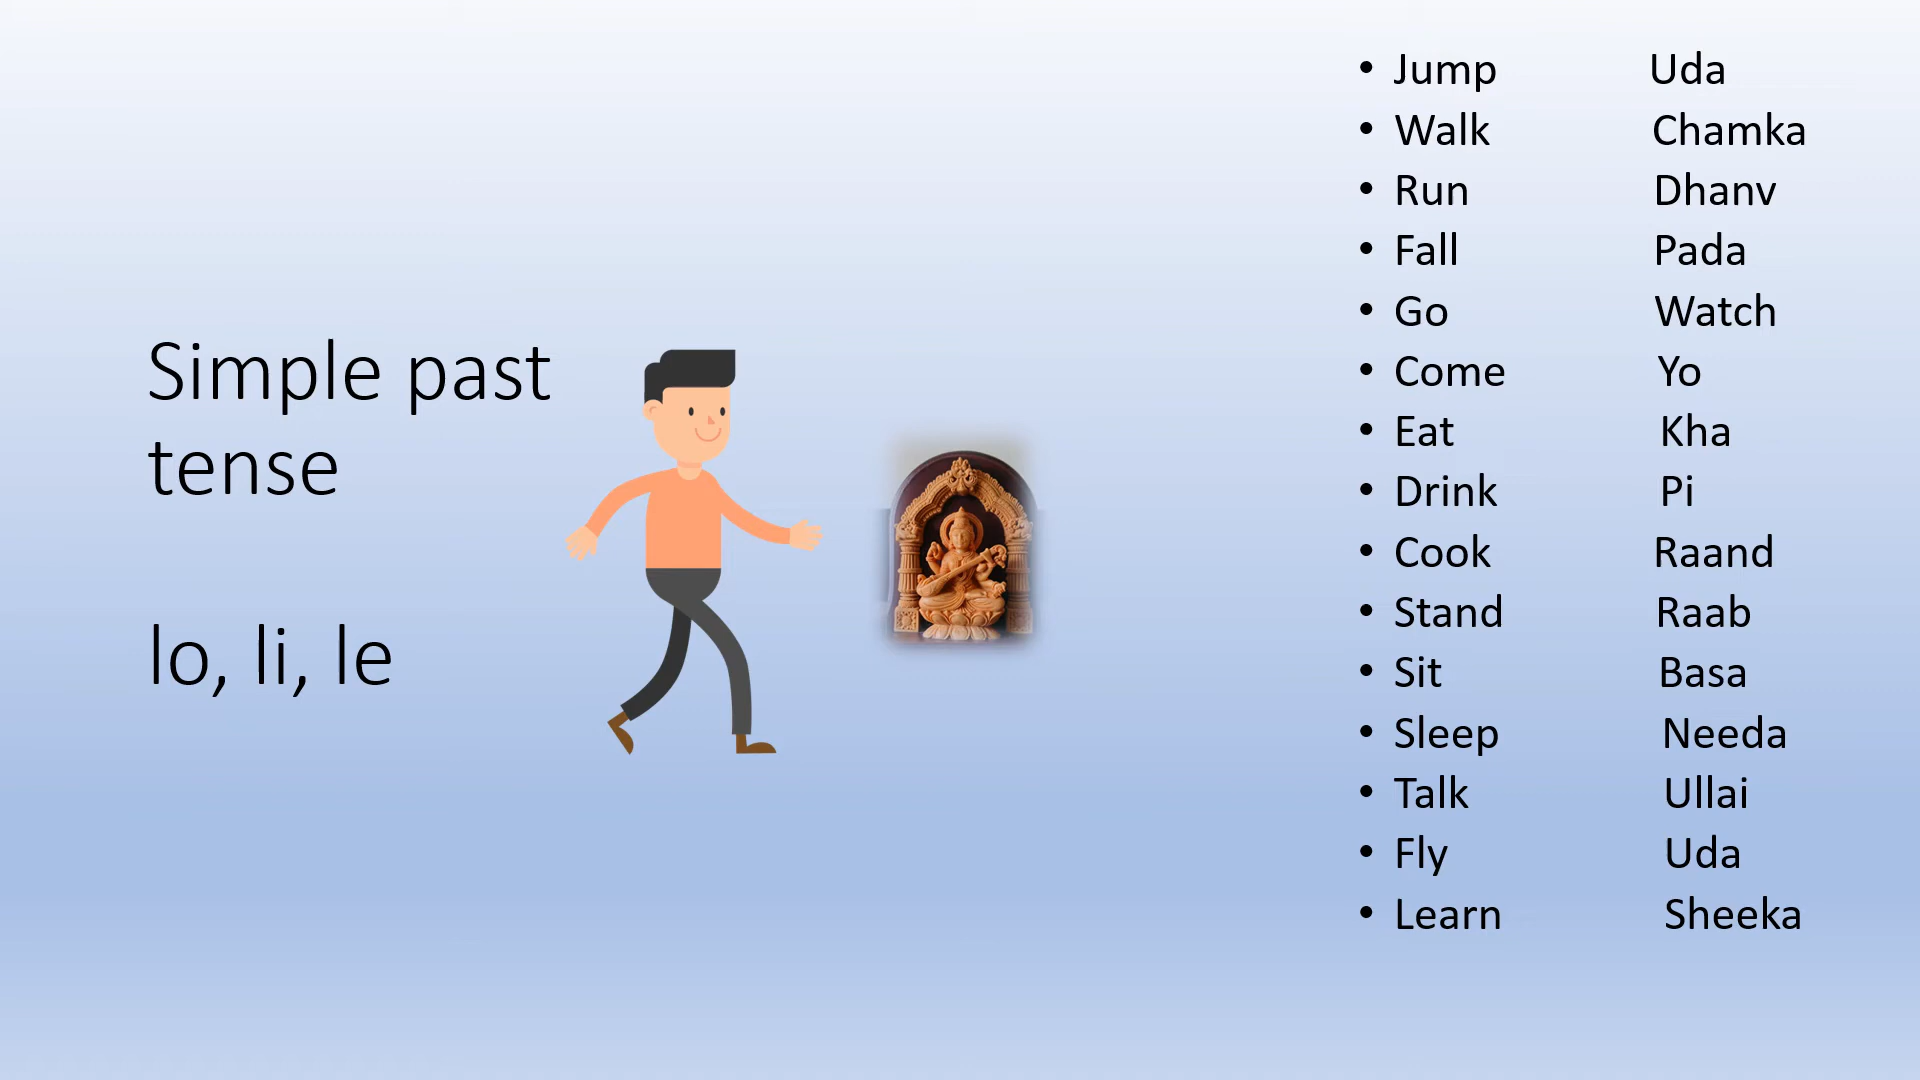 Simple past
tense
lo, li, le
• Jump Uda
• Walk Chamka
• Run Dhanv
• Fall Pada
• Go Watch
• Come Yo
• Eat Kha
• Drink Pi
• Cook Raand
• Stand Raab
• Sit Basa
• Sleep Needa
• Talk Ullai
• Fly Uda
• Learn Sheeka